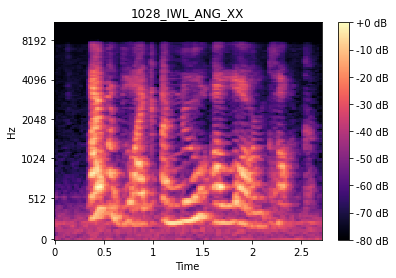 1028_IWL_ANG_XX
+0 dB
8192
-10 dB
4096
-20 dB
-30 dB
2048
Hz
-40 dB
1024
-50 dB
512
-60 dB
-70 dB
0
-80 dB
0 0.5 1 1.5 2 2.5
Time